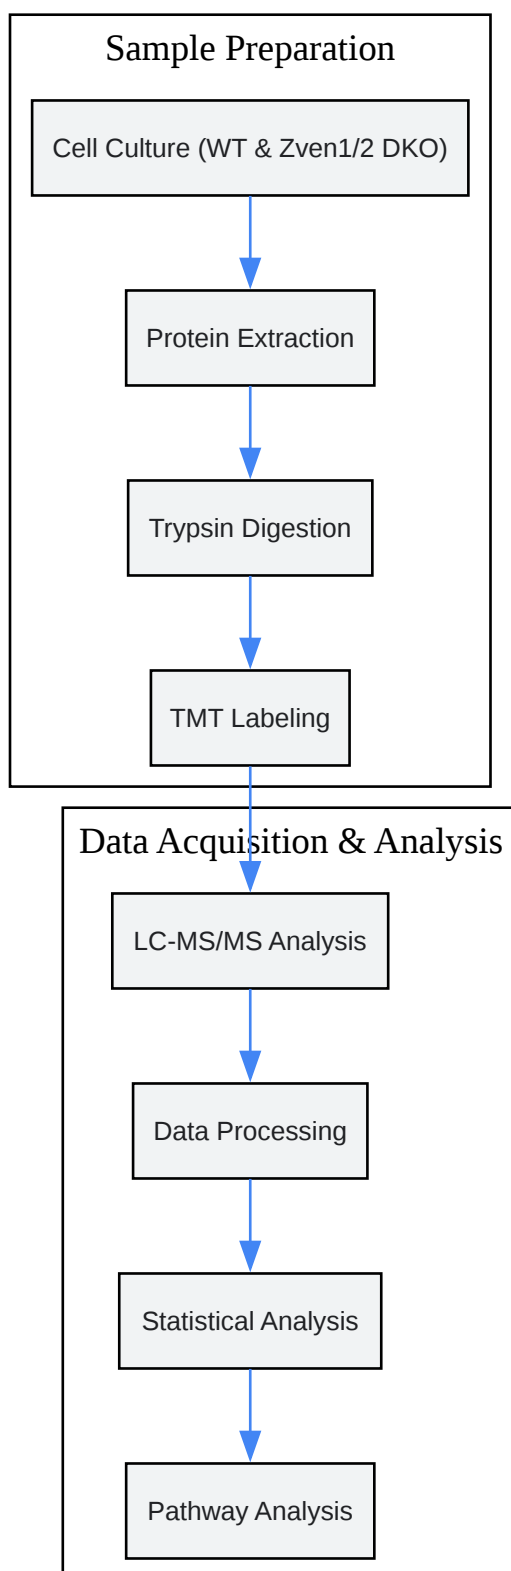 Sample Preparation
Cell Culture (WT & Zven1/2 DKO)
Protein Extraction
Trypsin Digestion
TMT Labeling
Data Acquisition & Analysis
LC-MS/MS Analysis
Data Processing
Statistical Analysis
Pathway Analysis